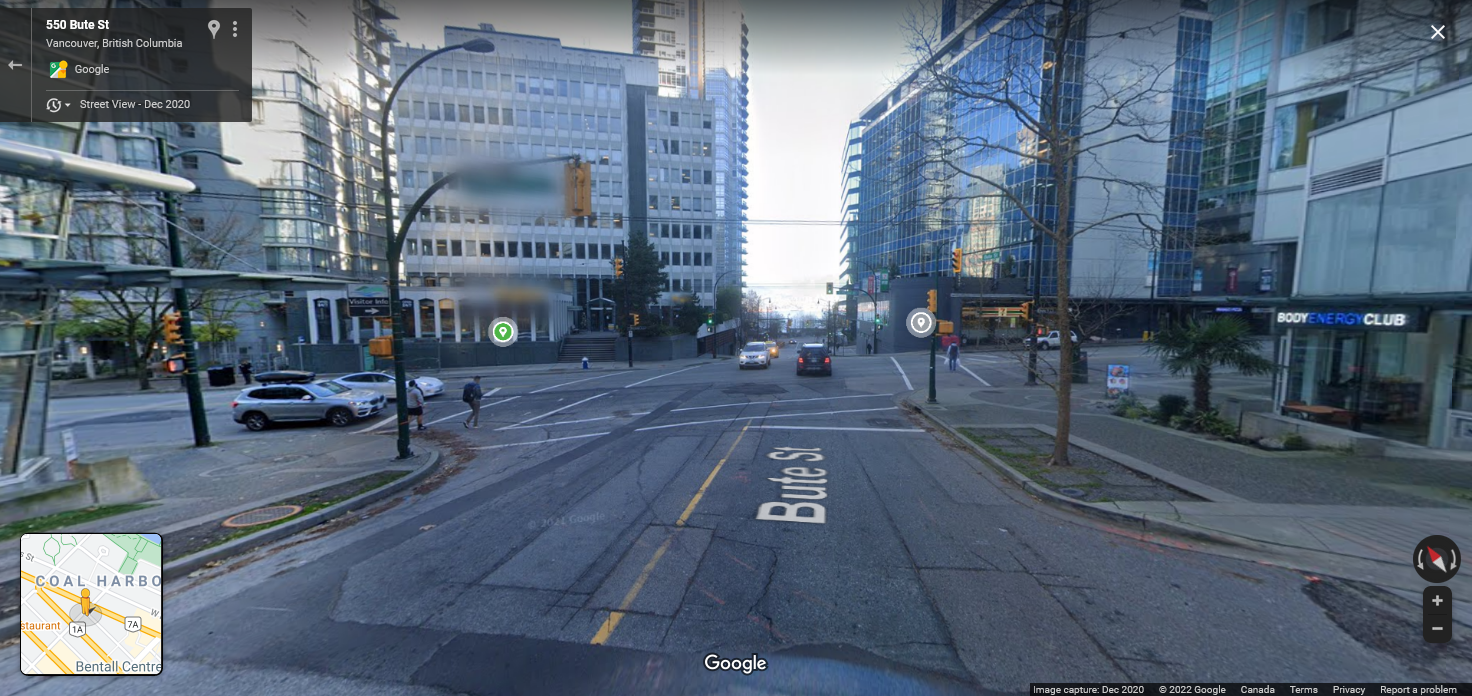 550 Bute St
Vancouver, British Columbia
Google
Street View - Dec 2020
Visitor Info
BODYENERGYCLUB
Bute St
© 2021 Google
COAL HARBO
W
staurant
1A
7A
Bentall Centre
Google
Image capture: Dec 2020 © 2022 Google Canada Terms Privacy Report a problem